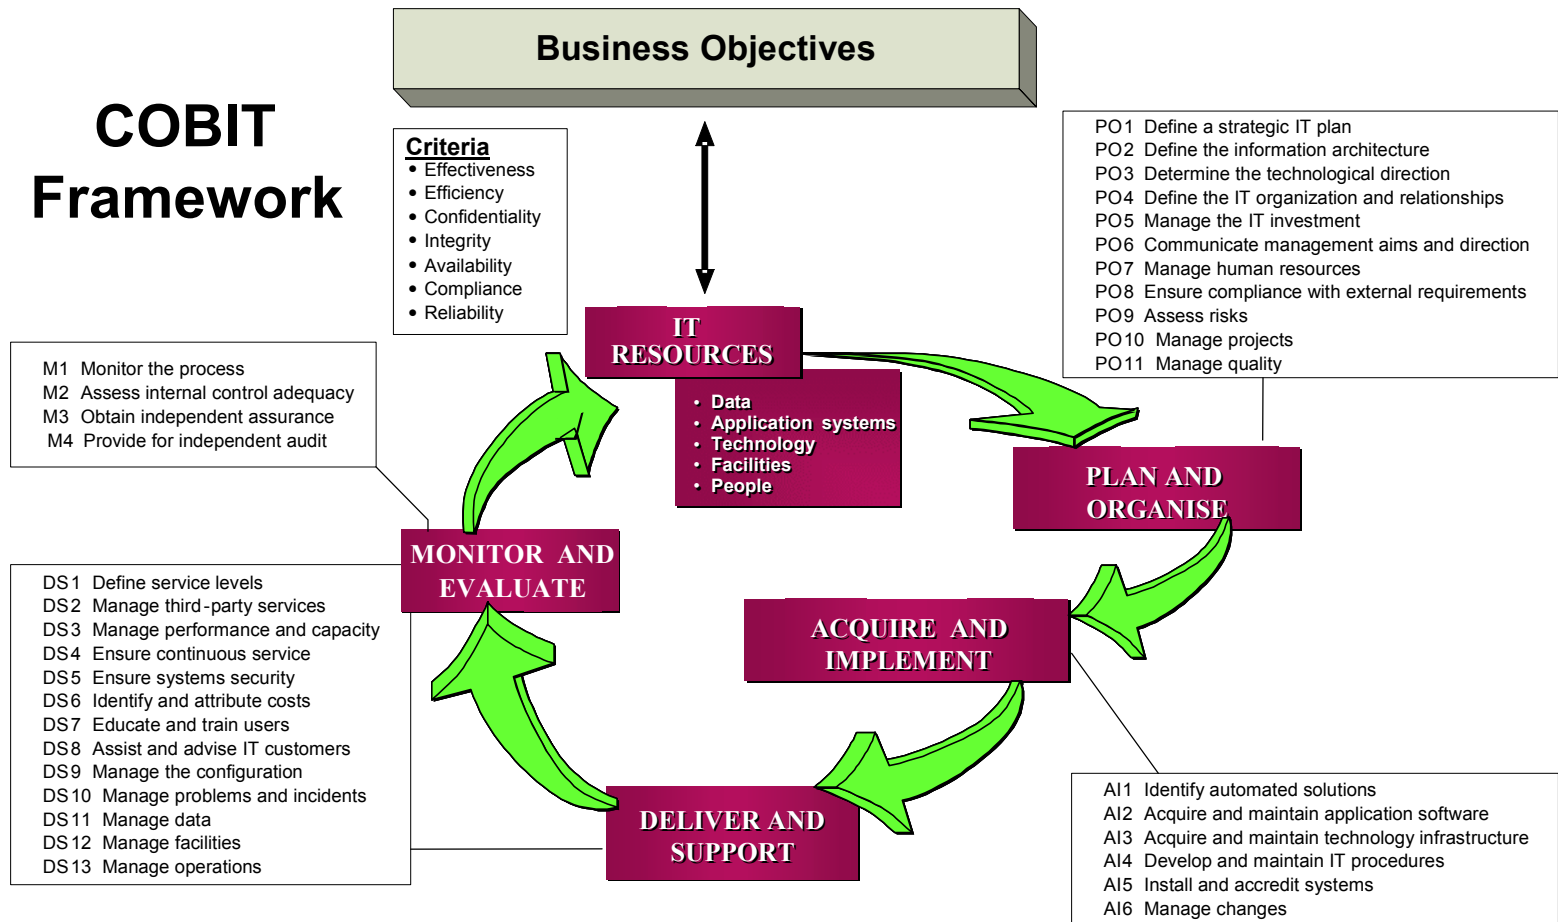 Business Objectives
COBIT
Framework
Criteria
• Effectiveness
• Efficiency
• Confidentiality
• Integrity
• Availability
• Compliance
• Reliability
PO1 Define a strategic IT plan
PO2 Define the information architecture
PO3 Determine the technological direction
PO4 Define the IT organization and relationships
PO5 Manage the IT investment
PO6 Communicate management aims and direction
PO7 Manage human resources
PO8 Ensure compliance with external requirements
PO9 Assess risks
PO10 Manage projects
PO11 Manage quality
IT
RESOURCES
• Data
• Application systems
• Technology
• Facilities
• People
M1 Monitor the process
M2 Assess internal control adequacy
M3 Obtain independent assurance
M4 Provide for independent audit
PLAN AND
ORGANISE
MONITOR AND
EVALUATE
DS1 Define service levels
DS2 Manage third-party services
DS3 Manage performance and capacity
DS4 Ensure continuous service
DS5 Ensure systems security
DS6 Identify and attribute costs
DS7 Educate and train users
DS8 Assist and advise IT customers
DS9 Manage the configuration
DS10 Manage problems and incidents
DS11 Manage data
DS12 Manage facilities
DS13 Manage operations
ACQUIRE AND
IMPLEMENT
DELIVER AND
SUPPORT
AI1 Identify automated solutions
AI2 Acquire and maintain application software
AI3 Acquire and maintain technology infrastructure
AI4 Develop and maintain IT procedures
AI5 Install and accredit systems
AI6 Manage changes